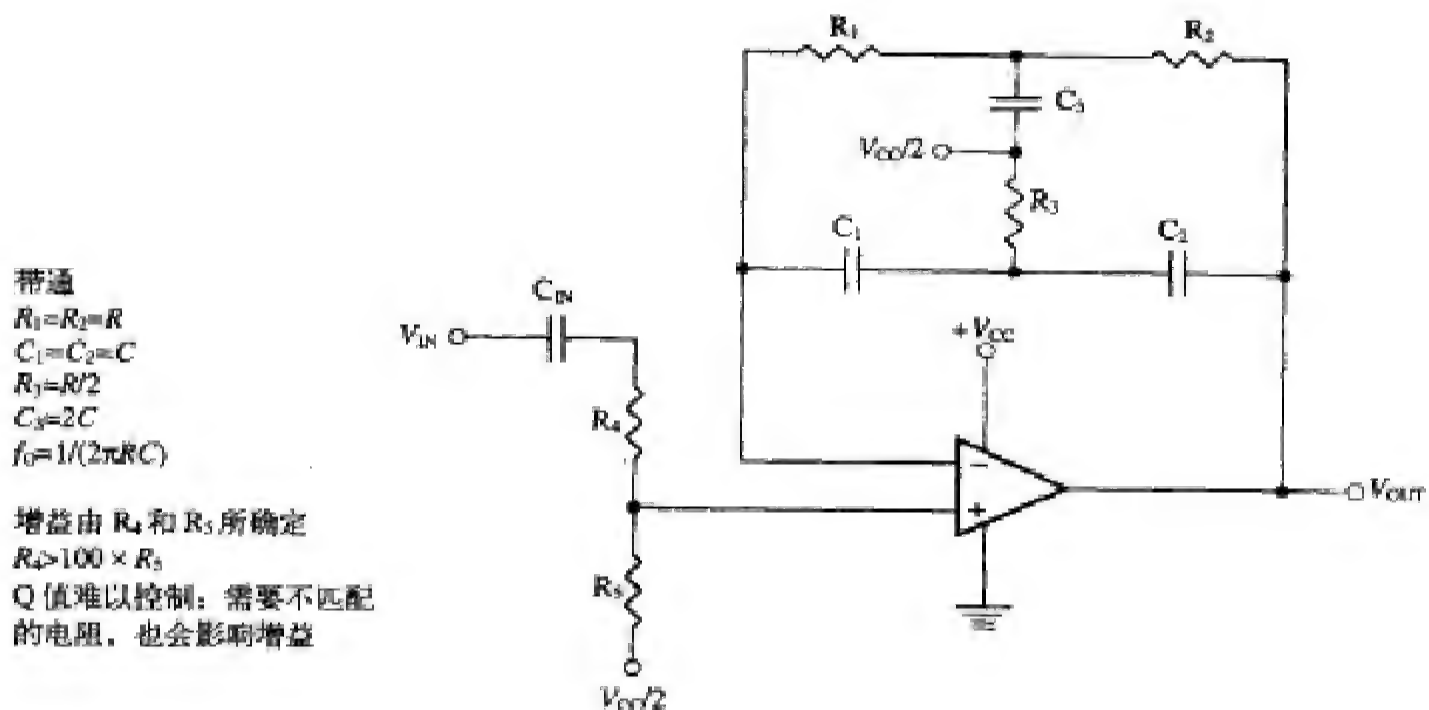 带通
R₁=R₂=R
C₁=C₂=C
R₃=R/2
C₃=2C
f₀=1/(2πRC)
增益由 R₄ 和 R₅ 所确定
R₄>100 × R₅
Q 值难以控制：需要不匹配
的电阻，也会影响增益
R₁
R₂
C₃
V_CC/2
R₃
C₁
C₂
C_IN
V_IN
+V_CC
R₄
−
+
V_OUT
R₅
V_CC/2